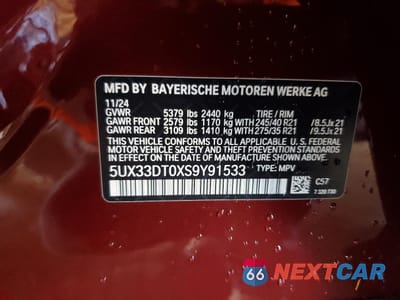 MFD BY BAYERISCHE MOTOREN WERKE AG
11/24
GVWR 5379 lbs 2440 kg TIRE / RIM
GAWR FRONT 2579 lbs 1170 kg 245/40 R21 / 8.5Jx21
GAWR REAR 3109 lbs 1410 kg 275/35 R21 / 9.5Jx21
THIS VEHICLE CONFORMS TO ALL APPLICABLE
U.S. FEDERAL MOTOR VEHICLE SAFETY,
BUMPER, AND THEFT PREVENTION STANDARDS IN
EFFECT ON THE DATE OF MANUFACTURE SHOWN ABOVE.
5UX33DT0XS9Y91533 TYPE: MPV
C57
66 NEXTCAR